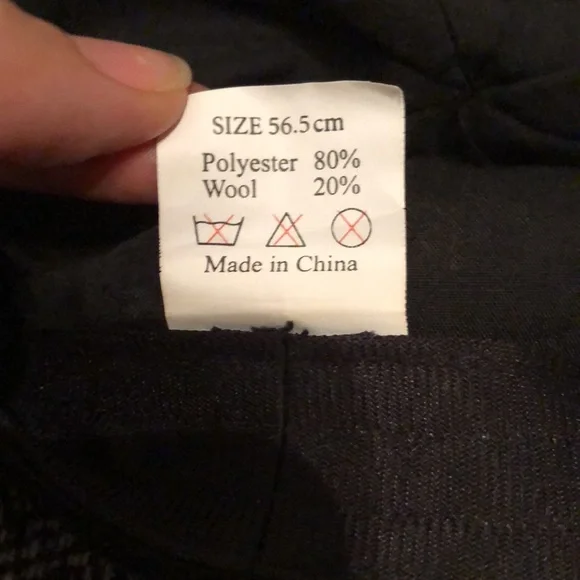 SIZE 56.5cm
Polyester 80%
Wool 20%
Made in China